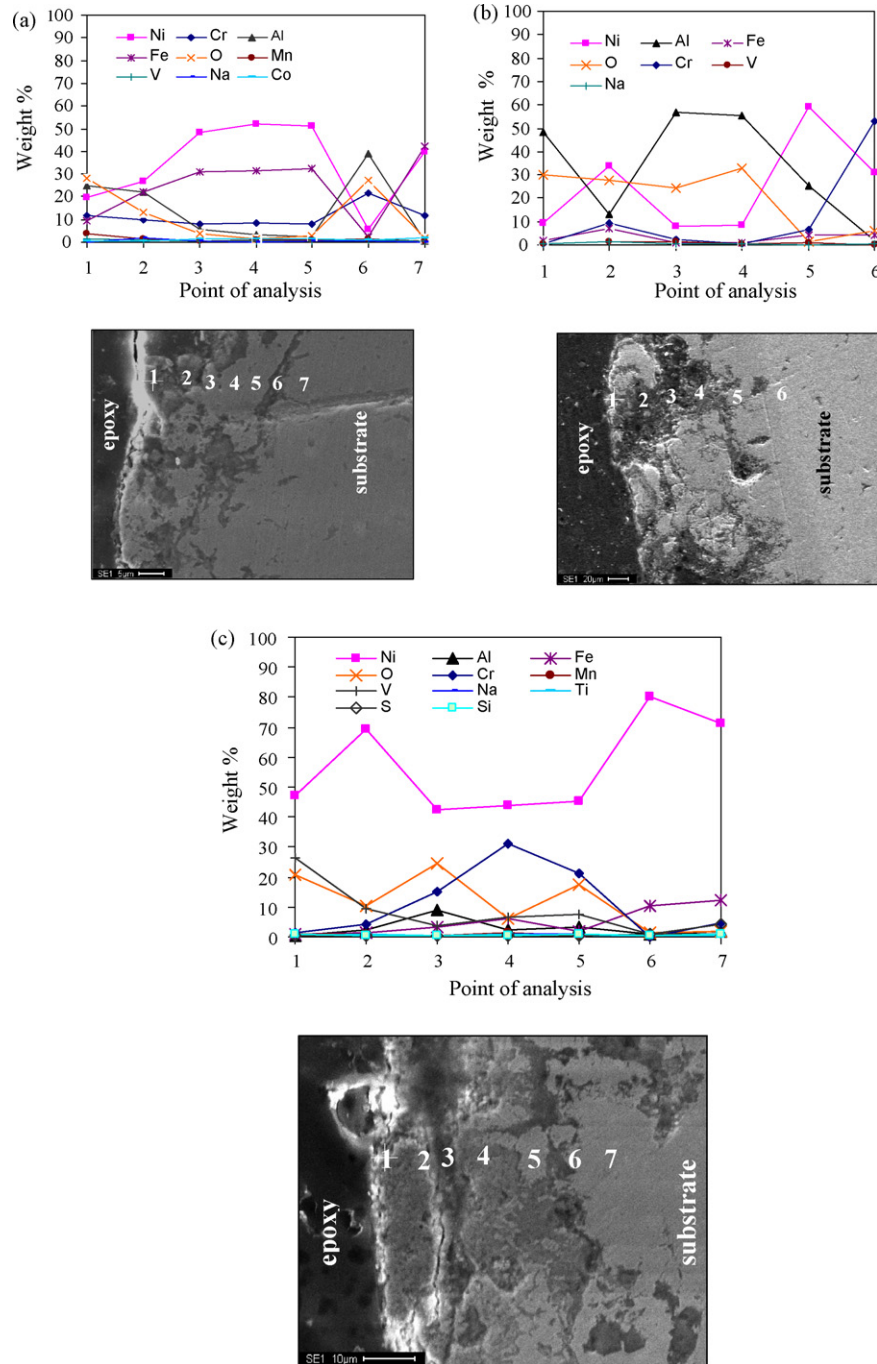 (a)
100
90
80
70
60
50
40
30
20
10
0
Weight %
Ni Cr Al
Fe O Mn
V Na Co
1 2 3 4 5 6 7
Point of analysis
1 2 3 4 5 6 7
epoxy
substrate
SE1 5µm
(b)
100
90
80
70
60
50
40
30
20
10
0
Weight %
Ni Al Fe
O Cr V
Na
1 2 3 4 5 6
Point of analysis
1 2 3 4 5 6
epoxy
substrate
SE1 20µm
(c)
100
90
80
70
60
50
40
30
20
10
0
Weight %
Ni Al Fe
O Cr Mn
V Na Ti
S Si
1 2 3 4 5 6 7
Point of analysis
1 2 3 4 5 6 7
epoxy
substrate
SE1 10µm